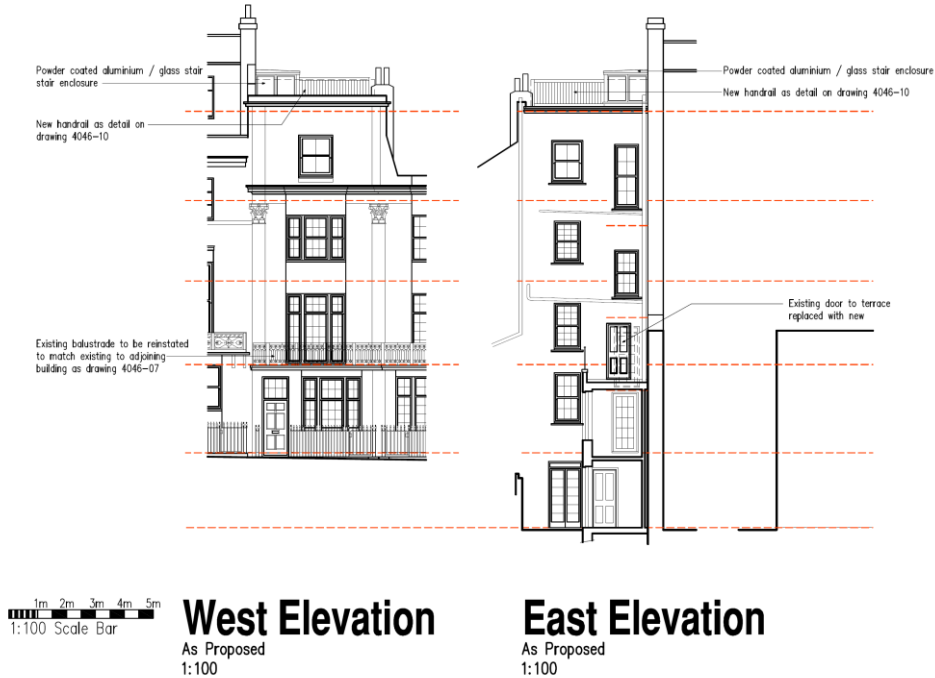 Powder coated aluminium / glass stair
stair enclosure
New handrail as detail on
drawing 4046-10
Existing balustrade to be reinstated
to match existing to adjoining
building as drawing 4046-07
Powder coated aluminium / glass stair enclosure
New handrail as detail on drawing 4046-10
Existing door to terrace
replaced with new
1m 2m 3m 4m 5m
1:100 Scale Bar
West Elevation
As Proposed
1:100
East Elevation
As Proposed
1:100